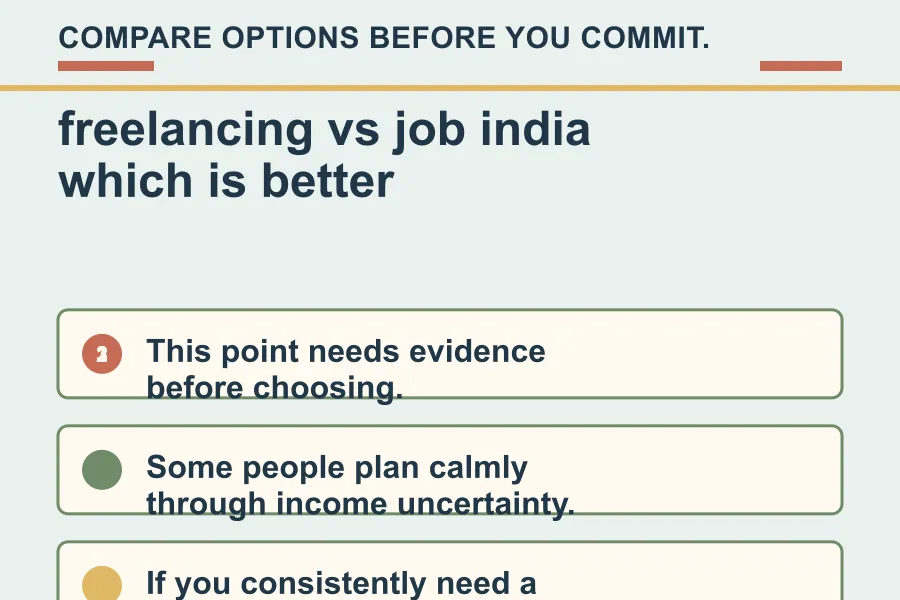 COMPARE OPTIONS BEFORE YOU COMMIT.
freelancing vs job india
which is better
This point needs evidence
before choosing.
Some people plan calmly
through income uncertainty.
If you consistently need a